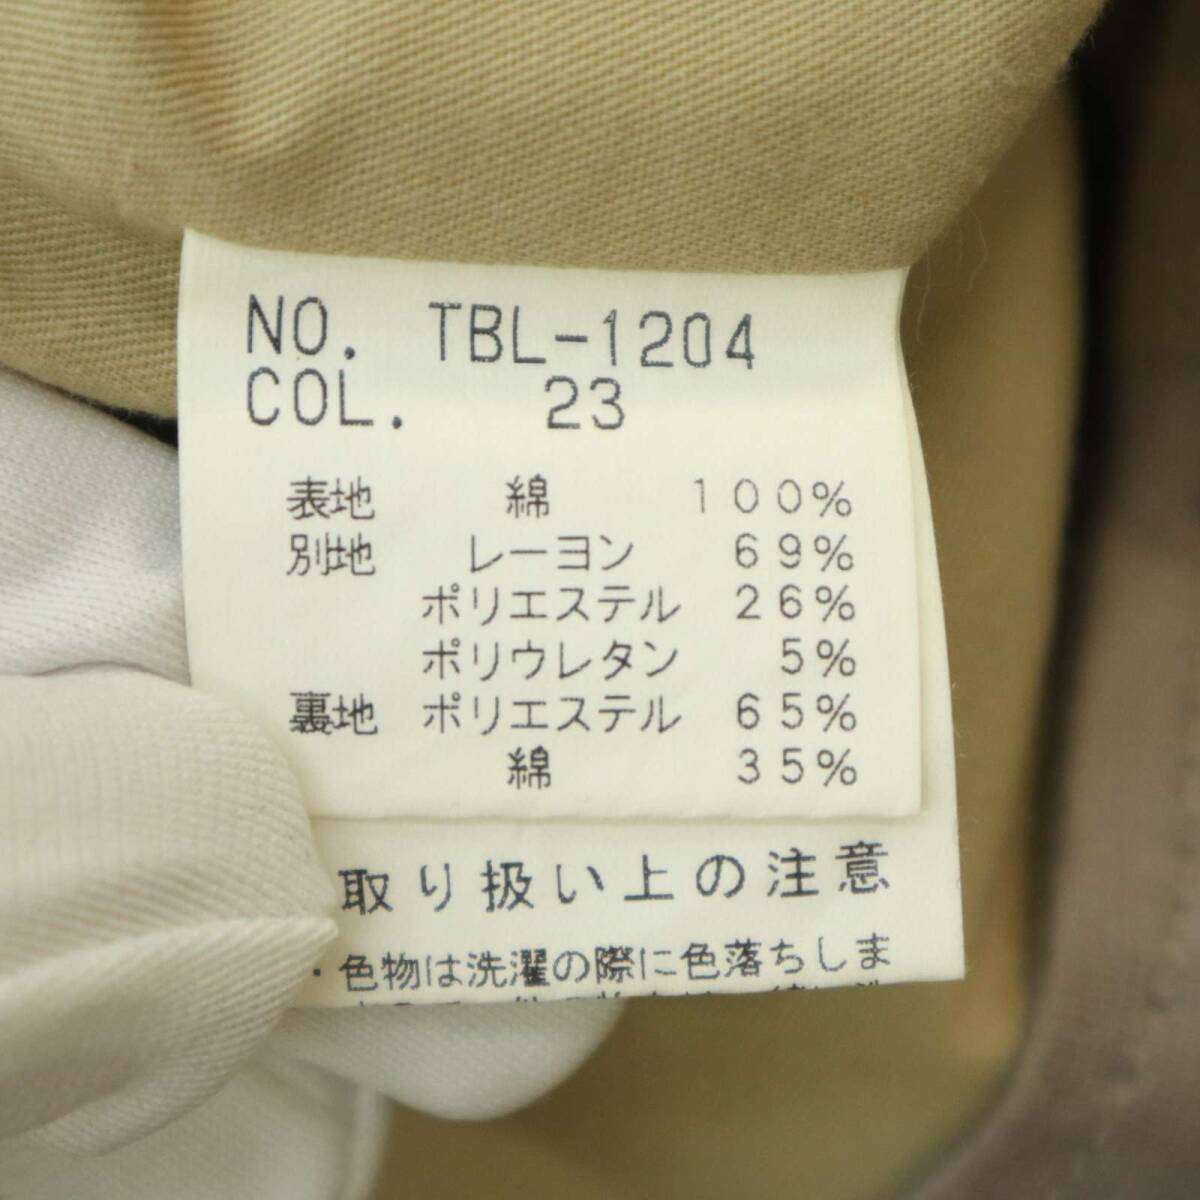 NO. TBL-1204
COL. 23
表地 綿 100%
別地 レーヨン 69%
ポリエステル 26%
ポリウレタン 5%
裏地 ポリエステル 65%
綿 35%
取り扱い上の注意
・色物は洗濯の際に色落ちしま